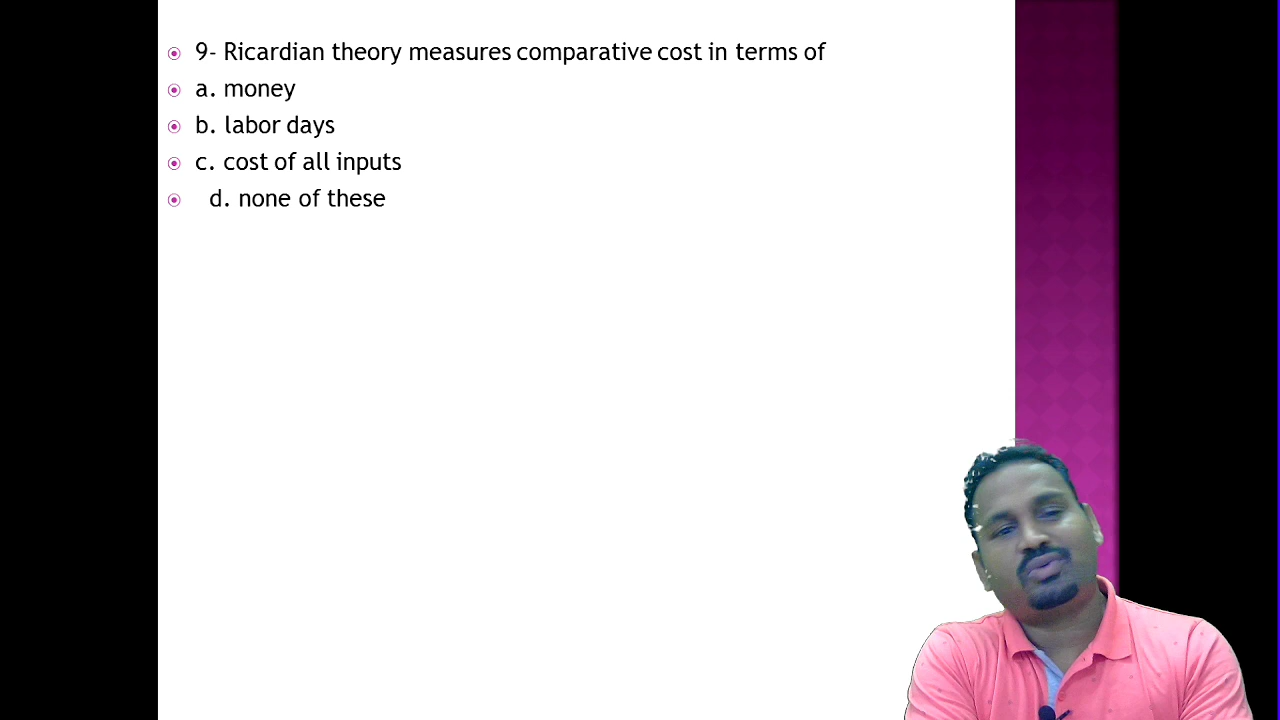 9- Ricardian theory measures comparative cost in terms of
a. money
b. labor days
c. cost of all inputs
d. none of these